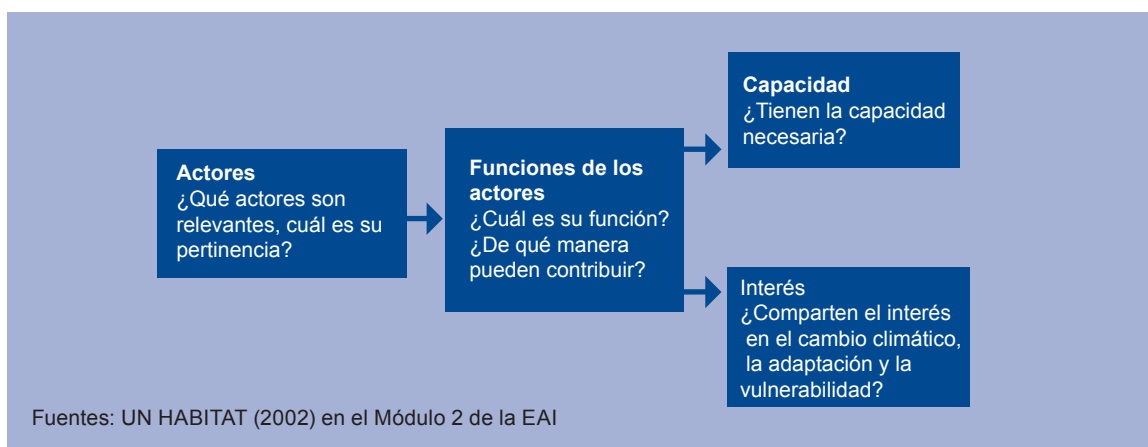 Actores
¿Qué actores son
relevantes, cuál es su
pertinencia?
Funciones de los
actores
¿Cuál es su función?
¿De qué manera
pueden contribuir?
Capacidad
¿Tienen la capacidad
necesaria?
Interés
¿Comparten el interés
en el cambio climático,
la adaptación y la
vulnerabilidad?
Fuentes: UN HABITAT (2002) en el Módulo 2 de la EAI